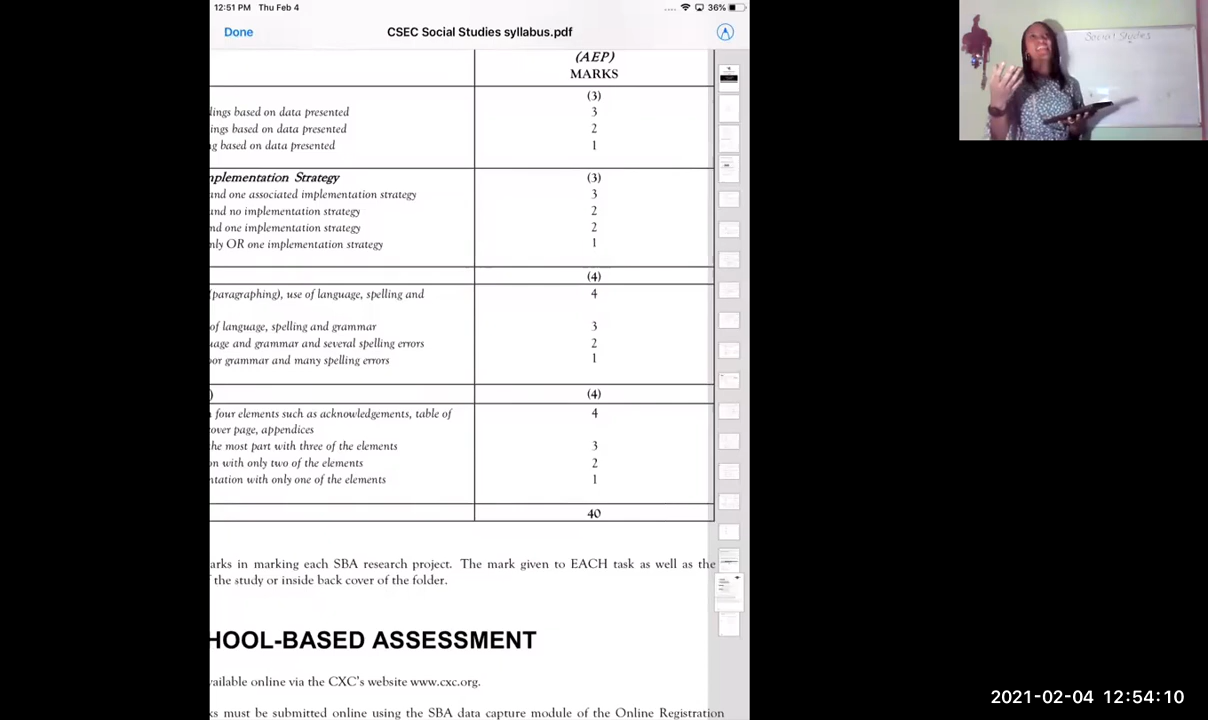 12:51 PM Thu Feb 4
36%
Done
CSEC Social Studies syllabus.pdf
Social Studies
(AEP)
MARKS
(3)
dings based on data presented 3
ings based on data presented 2
ng based on data presented 1
mplementation Strategy (3)
and one associated implementation strategy 3
and no implementation strategy 2
nd one implementation strategy 2
nly OR one implementation strategy 1
(4)
(paragraphing), use of language, spelling and 4
of language, spelling and grammar 3
uage and grammar and several spelling errors 2
oor grammar and many spelling errors 1
) (4)
four elements such as acknowledgements, table of 4
over page, appendices
he most part with three of the elements 3
on with only two of the elements 2
ntation with only one of the elements 1
40
arks in marking each SBA research project. The mark given to EACH task as well as the
the study or inside back cover of the folder.
HOOL-BASED ASSESSMENT
vailable online via the CXC's website www.cxc.org.
ks must be submitted online using the SBA data capture module of the Online Registration
2021-02-04 12:54:10